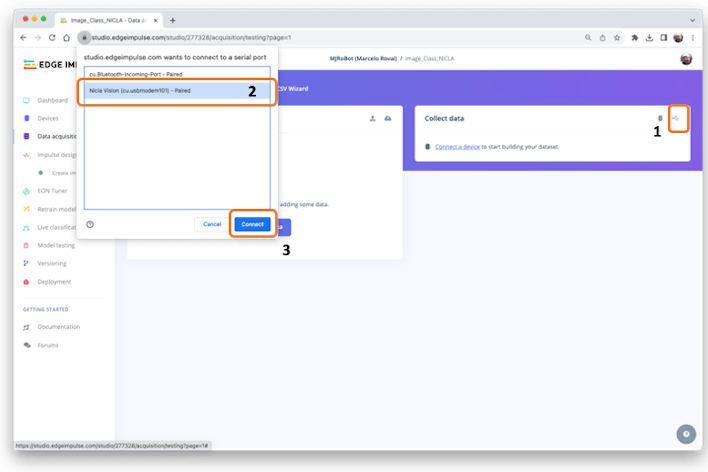 Image_Class_NICLA - Data so
studio.edgeimpulse.com/studio/277328/acquisition/testing?page=1
studio.edgeimpulse.com wants to connect to a serial port
cu.Bluetooth-Incoming-Port - Paired
Nicla Vision (cu.usbmodem101) - Paired
2
Cancel
Connect
3
EDGE IM
Dashboard
Devices
Data acquisitio
Impulse design
Create im
EON Tuner
Retrain model
Live classificat
Model testing
Versioning
Deployment
GETTING STARTED
Documentation
Forums
MJRoBot (Marcelo Rovai) / Image_Class_NICLA
CSV Wizard
adding some data.
Collect data
1
Connect a device to start building your dataset.
https://studio.edgeimpulse.com/studio/277328/acquisition/testing?page=1#